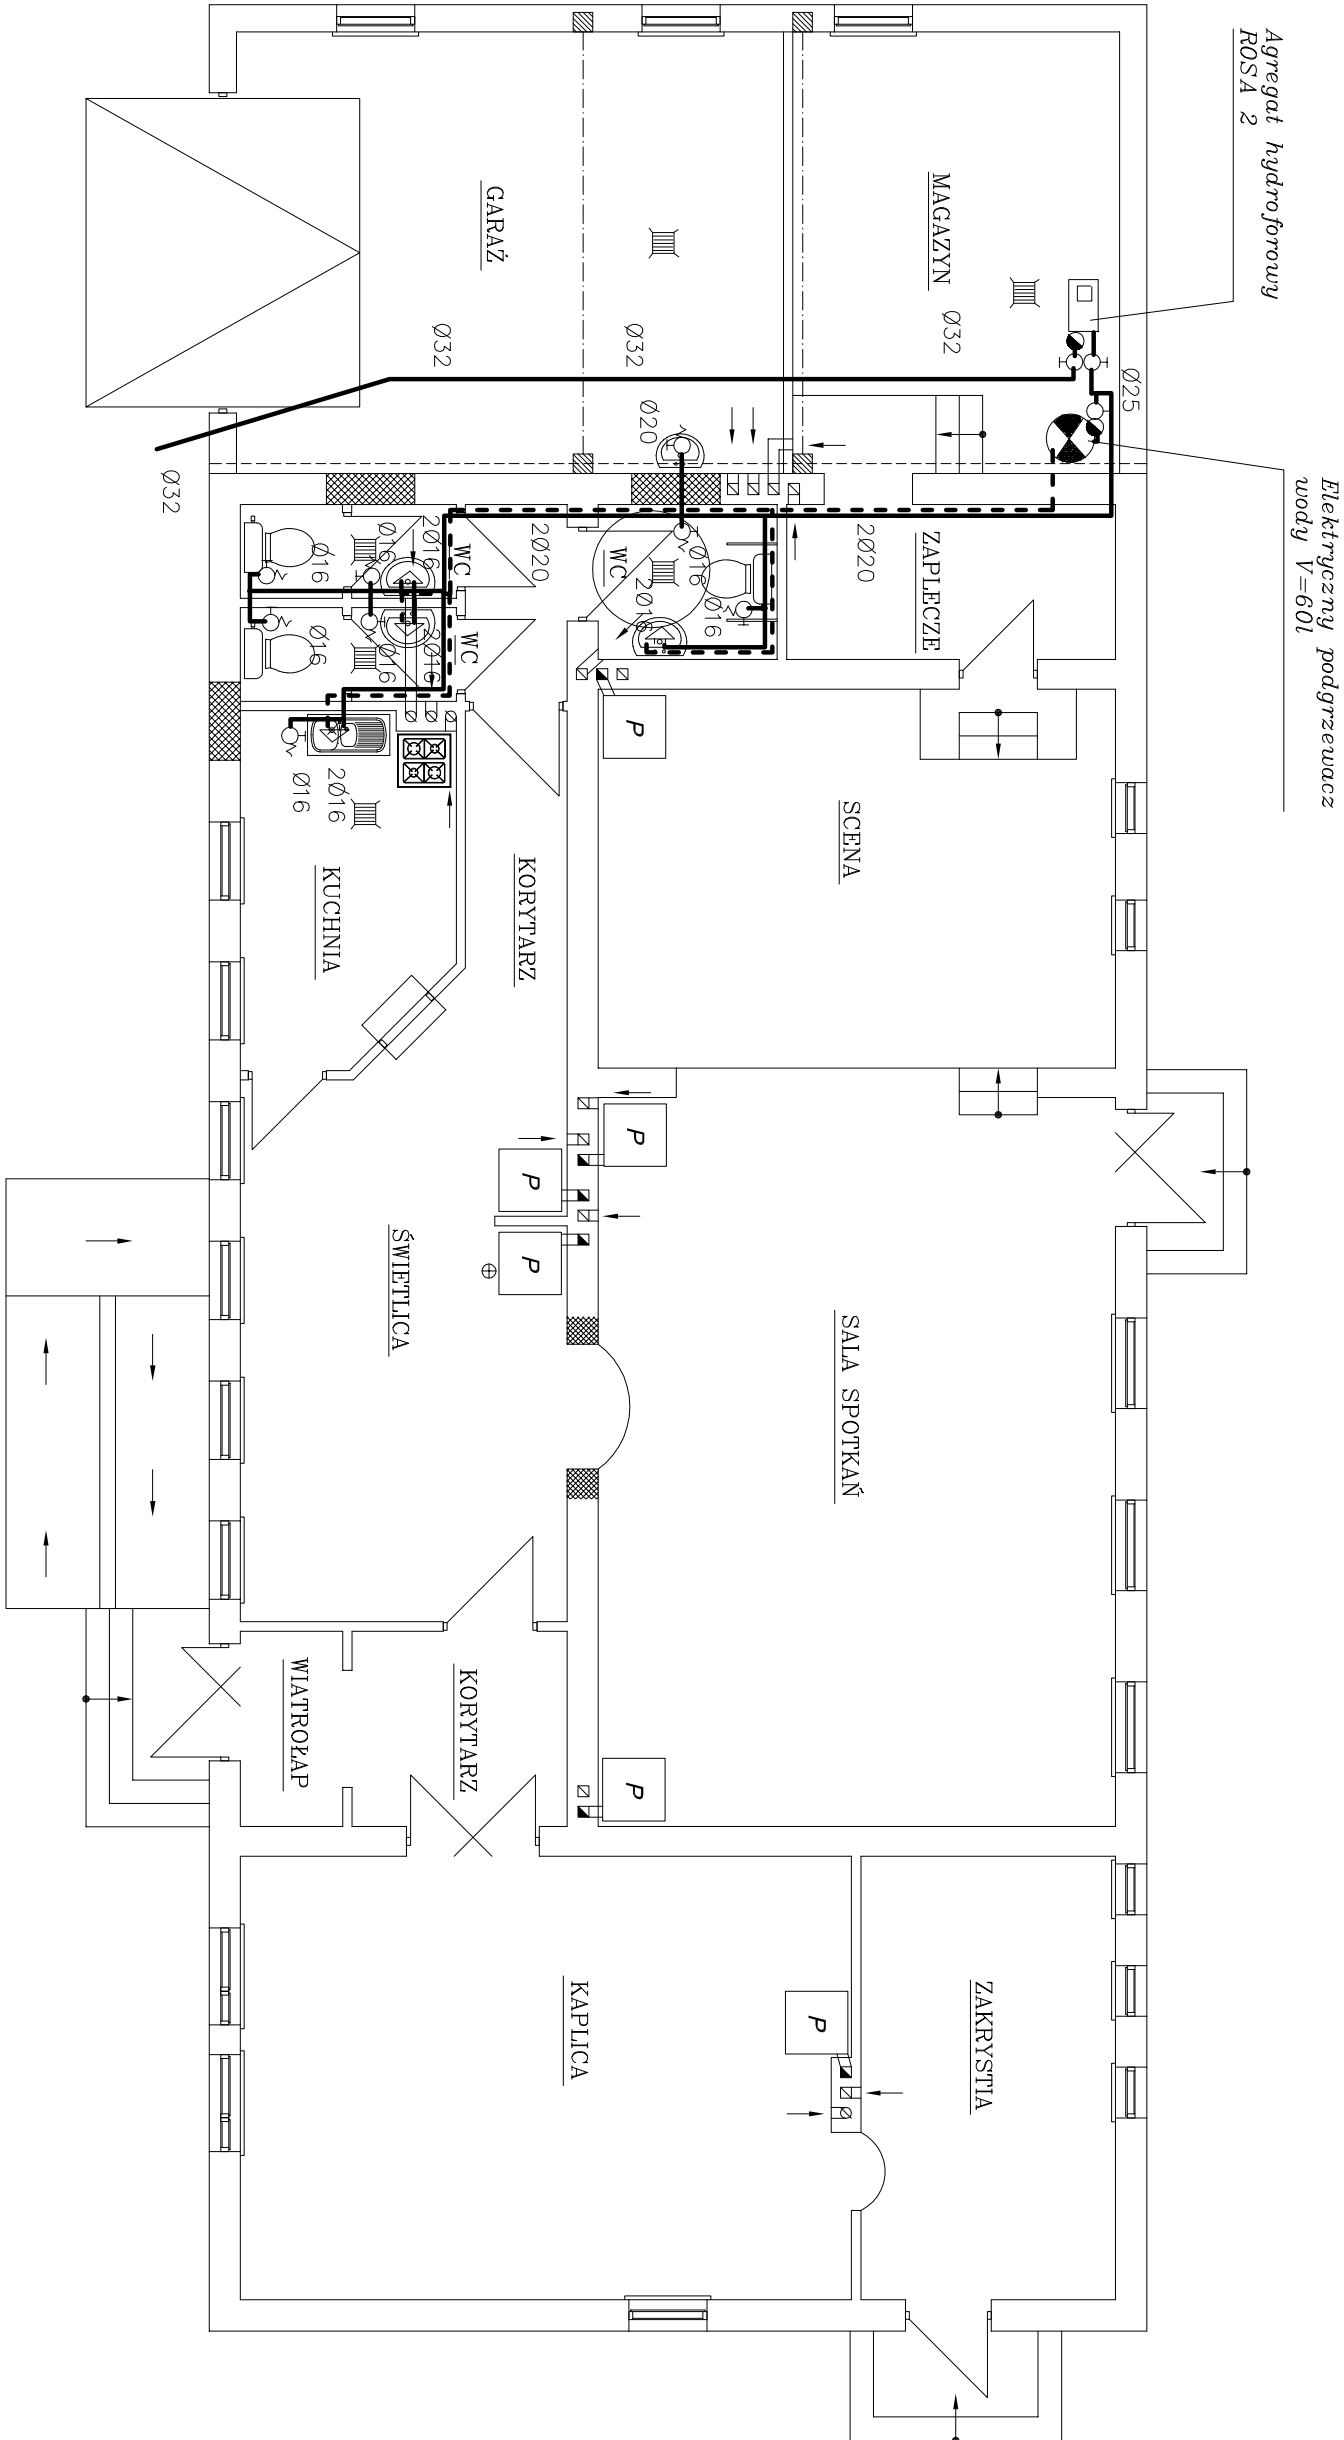 Agregat hydroforowy
ROSA 2
Elektryczny podgrzewacz
wody V=60l
MAGAZYN
GARAŻ
Ø32
Ø32
Ø32
Ø25
Ø20
Ø32
ZAPLECZE
2Ø20
2Ø20
WC
Ø16
2Ø16
Ø16
WC
2Ø16
Ø16
Ø16
WC
2Ø16
Ø16
Ø16
P
2Ø16
Ø16
SCENA
KORYTARZ
KUCHNIA
P
P
P
ŚWIETLICA
SALA SPOTKAŃ
KORYTARZ
WIATROŁAP
P
KAPLICA
P
ZAKRYSTIA